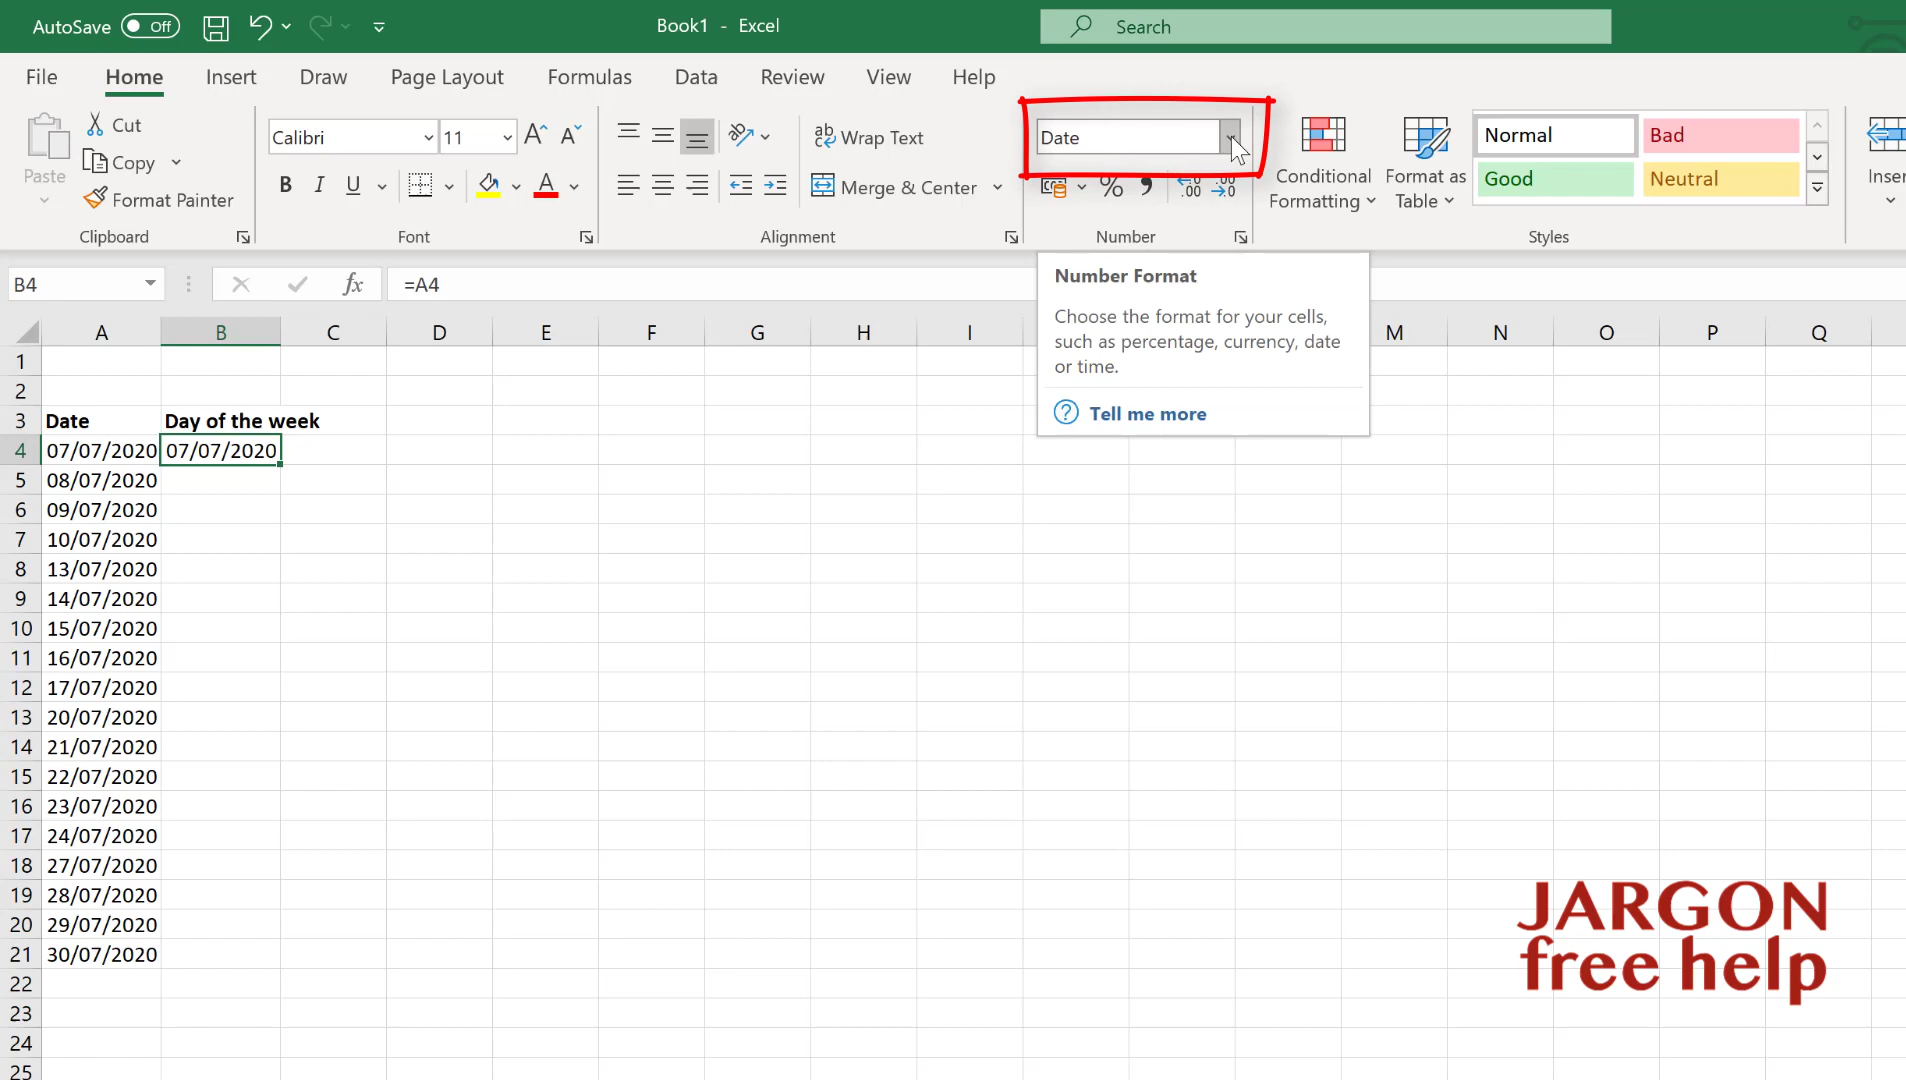 AutoSave Off Book1 - Excel Search
File Home Insert Draw Page Layout Formulas Data Review View Help
Paste
Cut
Copy
Format Painter
Clipboard
Calibri 11
B I U A
Font
Wrap Text
Merge & Center
Alignment
Date
% ,
Number
Conditional Formatting
Format as Table
Normal Bad
Good Neutral
Styles
Inser
B4 fx =A4
Number Format
Choose the format for your cells,
such as percentage, currency, date
or time.
Tell me more
A B C D E F G H I M N O P Q
1
2
3 Date Day of the week
4 07/07/2020 07/07/2020
5 08/07/2020
6 09/07/2020
7 10/07/2020
8 13/07/2020
9 14/07/2020
10 15/07/2020
11 16/07/2020
12 17/07/2020
13 20/07/2020
14 21/07/2020
15 22/07/2020
16 23/07/2020
17 24/07/2020
18 27/07/2020
19 28/07/2020
20 29/07/2020
21 30/07/2020
22
23
24
25
JARGON
free help